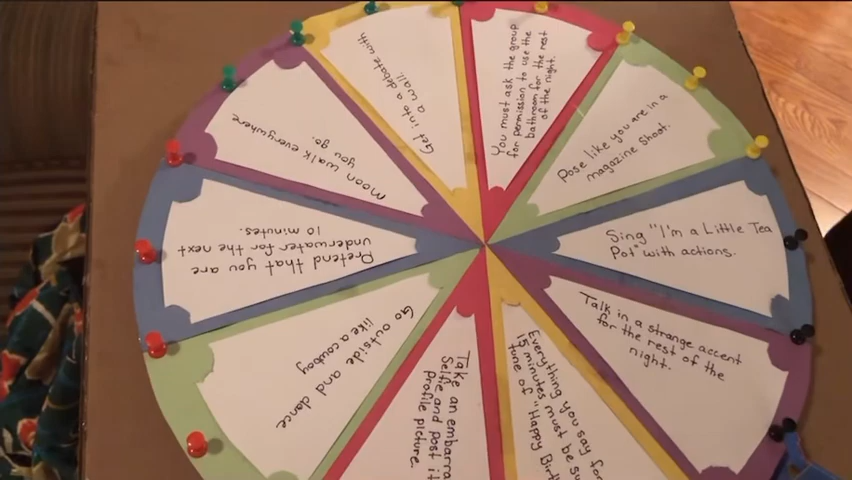 Get into a debate with
a wall.
You must ask the group
for permission to use the
bathroom for the rest
of the night.
Pose like you are in a
magazine shoot.
Sing "I'm a Little Tea
Pot" with actions.
Talk in a strange accent
for the rest of the
night.
Everything you say for
15 minutes must be su
tune of "Happy Birt
Take an embarra
Selfie and post it
profile picture.
Go outside and dance
like a cowboy
Pretend that you are
underwater for the next
10 minutes.
moon walk everywhere
you go.